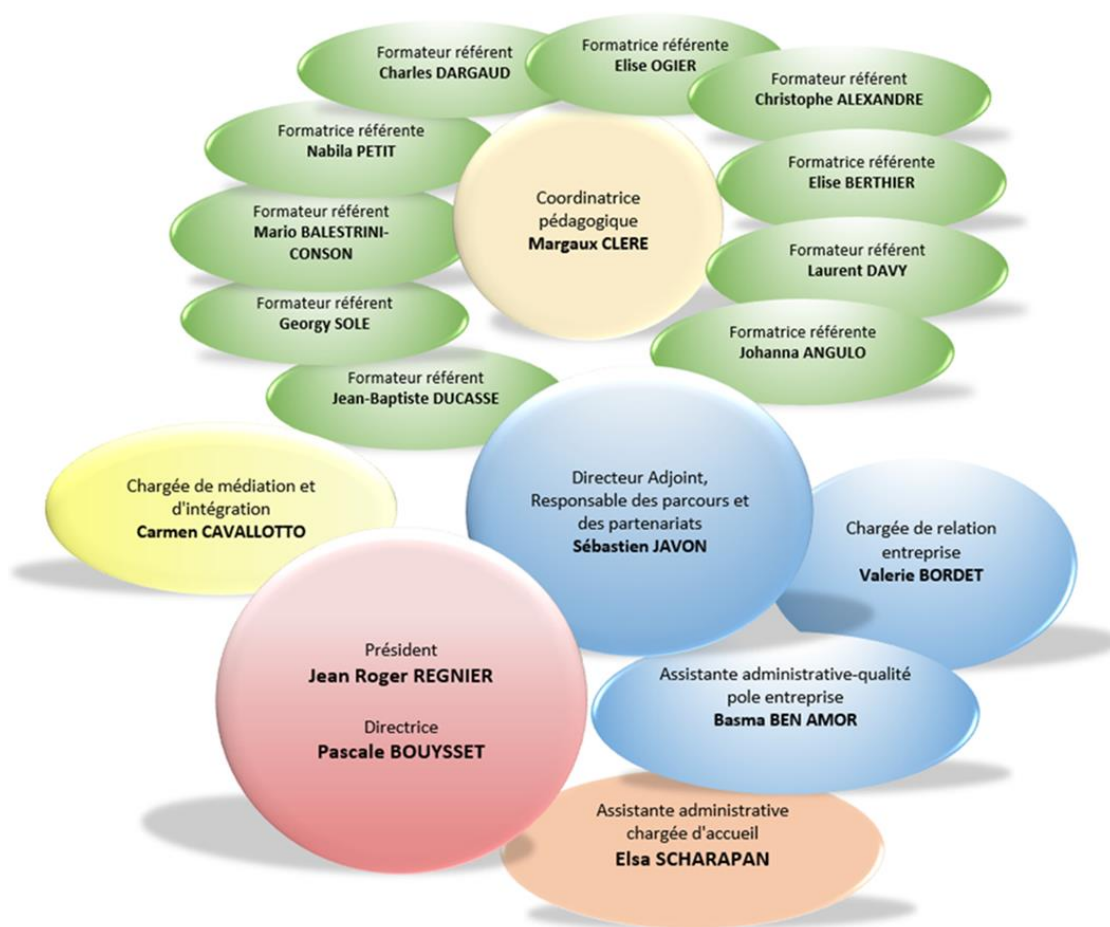 Formateur référent
Charles DARGAUD
Formatrice référente
Elise OGIER
Formateur référent
Christophe ALEXANDRE
Formatrice référente
Nabila PETIT
Formatrice référente
Elise BERTHIER
Coordinatrice
pédagogique
Margaux CLERE
Formateur référent
Mario BALESTRINI-
CONSON
Formateur référent
Laurent DAVY
Formateur référent
Georgy SOLE
Formatrice référente
Johanna ANGULO
Formateur référent
Jean-Baptiste DUCASSE
Chargée de médiation et
d'intégration
Carmen CAVALLOTTO
Directeur Adjoint,
Responsable des parcours et
des partenariats
Sébastien JAVON
Chargée de relation
entreprise
Valerie BORDET
Président
Jean Roger REGNIER
Directrice
Pascale BOUYSSET
Assistante administrative-qualité
pole entreprise
Basma BEN AMOR
Assistante administrative
chargée d'accueil
Elsa SCHARAPAN